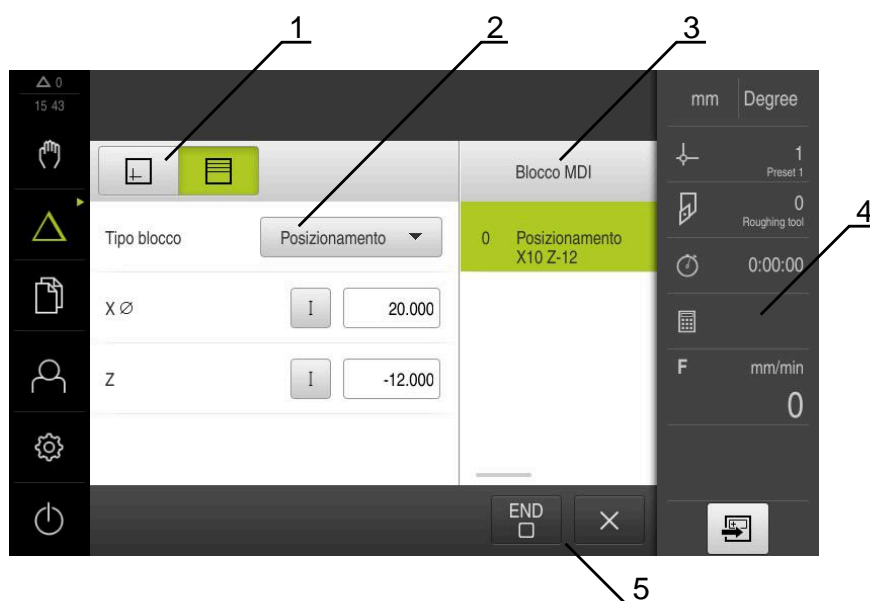 1
2
3
0
15 43
mm Degree
1
Preset 1
Blocco MDI
0
Roughing tool
4
Tipo blocco
Posizionamento
0 Posizionamento
X10 Z-12
0:00:00
X Ø I 20.000
Z I -12.000
F mm/min
0
END
5